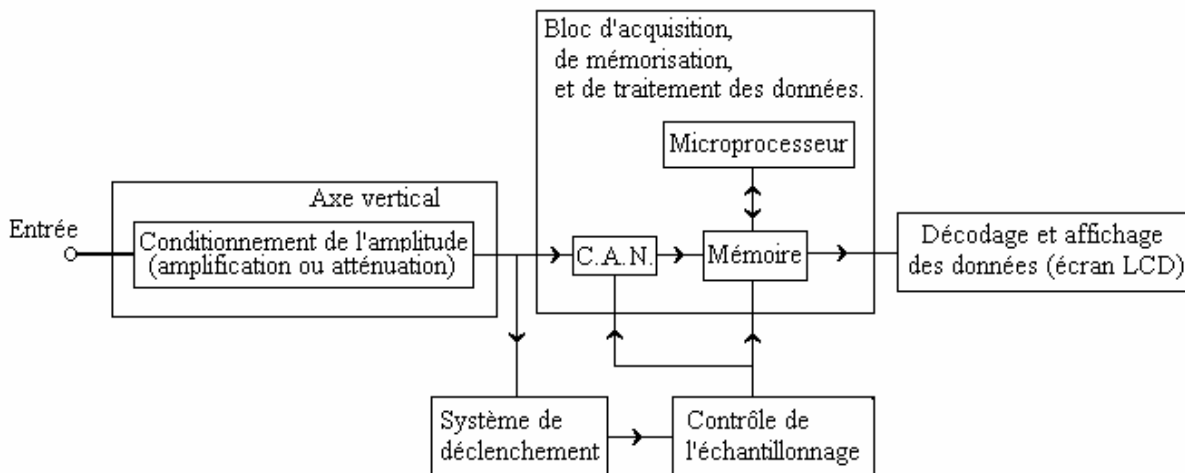 Bloc d'acquisition,
de mémorisation,
et de traitement des données.
Microprocesseur
Axe vertical
Entrée
Conditionnement de l'amplitude
(amplification ou atténuation)
C.A.N.
Mémoire
Décodage et affichage
des données (écran LCD)
Système de
déclenchement
Contrôle de
l'échantillonnage